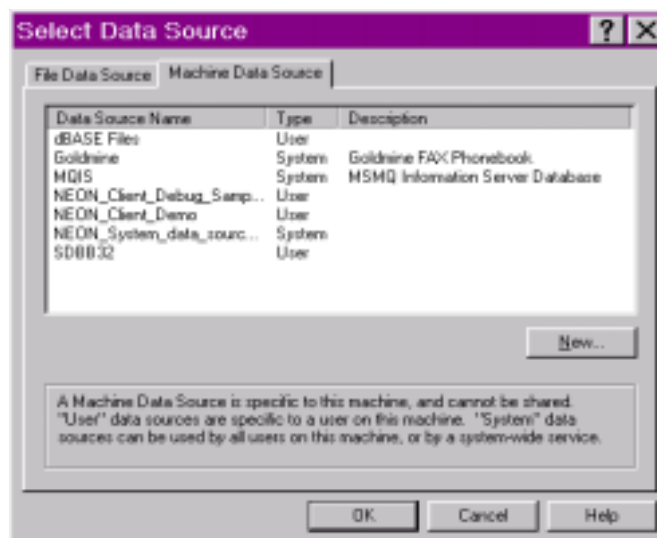 Select Data Source
? X
File Data Source Machine Data Source
Data Source Name Type Description
dBASE Files User
Goldmine System Goldmine FAX Phonebook
MQIS System MSMQ Information Server Database
NEON_Client_Debug_Samp... User
NEON_Client_Demo User
NEON_System_data_sourc... System
SDBB32 User
New...
A Machine Data Source is specific to this machine, and cannot be shared.
"User" data sources are specific to a user on this machine. "System" data
sources can be used by all users on this machine, or by a system-wide service.
OK Cancel Help